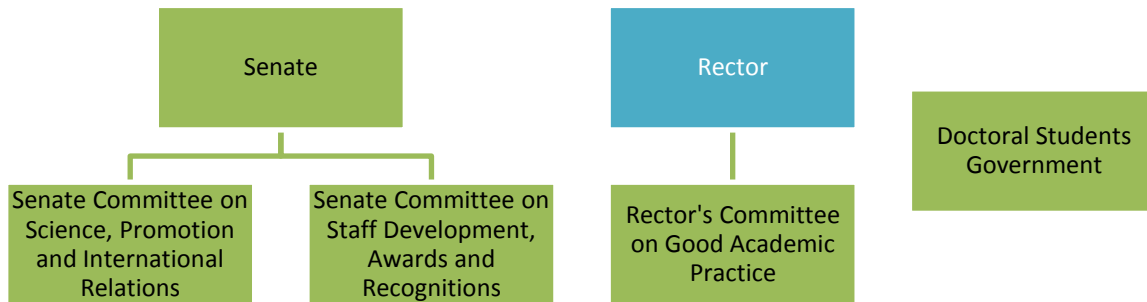 Senate
Rector
Doctoral Students
Government
Senate Committee on
Science, Promotion
and International
Relations
Senate Committee on
Staff Development,
Awards and
Recognitions
Rector's Committee
on Good Academic
Practice